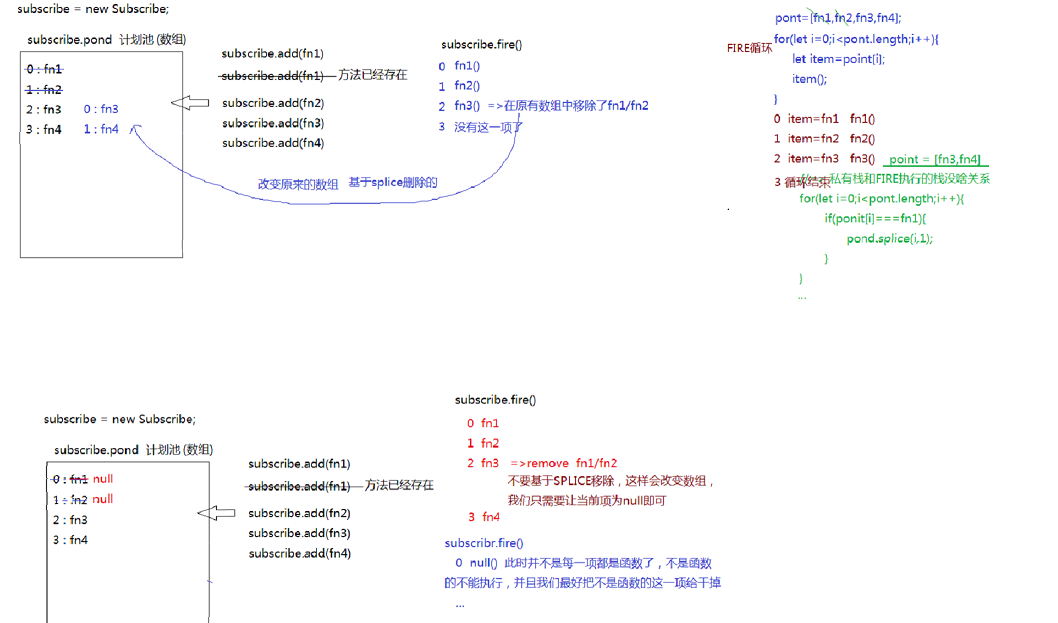 subscribe = new Subscribe;
subscribe.pond 计划池 (数组)
0 : fn1
1 : fn2
2 : fn3 0 : fn3
3 : fn4 1 : fn4
subscribe.add(fn1)
subscribe.add(fn1) 方法已经存在
subscribe.add(fn2)
subscribe.add(fn3)
subscribe.add(fn4)
改变原来的数组 基于splice删除的
subscribe.fire()
0 fn1()
1 fn2()
2 fn3() =>在原有数组中移除了fn1/fn2
3 没有这一项了
FIRE循环
pont=[fn1,fn2,fn3,fn4];
for(let i=0;i<pont.length;i++){
let item=point[i];
item();
}
0 item=fn1 fn1()
1 item=fn2 fn2()
2 item=fn3 fn3() point = [fn3,fn4]
3 循环结束
私有栈和FIRE执行的栈没啥关系
for(let i=0;i<pont.length;i++){
if(ponit[i]===fn1){
pond.splice(i,1);
}
}
...
subscribe = new Subscribe;
subscribe.pond 计划池 (数组)
0 : fn1 null
1 : fn2 null
2 : fn3
3 : fn4
subscribe.add(fn1)
subscribe.add(fn1) 方法已经存在
subscribe.add(fn2)
subscribe.add(fn3)
subscribe.add(fn4)
subscribe.fire()
0 fn1
1 fn2
2 fn3 =>remove fn1/fn2
不要基于SPLICE移除，这样会改变数组，
我们只需要让当前项为null即可
3 fn4
subscribr.fire()
0 null() 此时并不是每一项都是函数了，不是函数
的不能执行，并且我们最好把不是函数的这一项给干掉
...